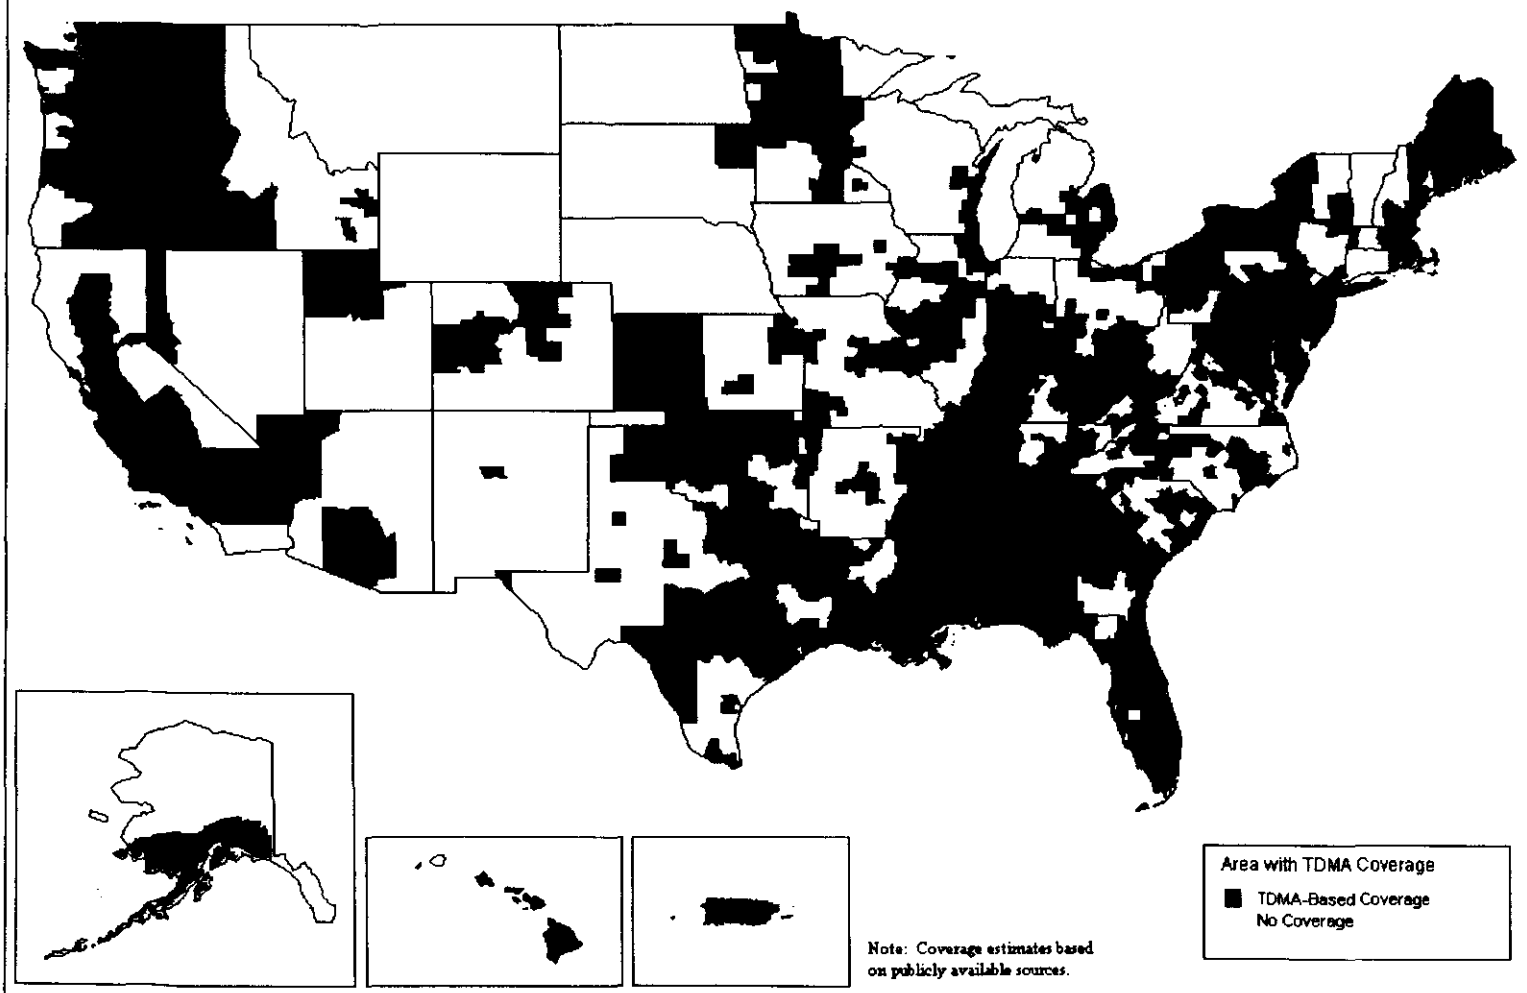 Note: Coverage estimates based
on publicly available sources.
Area with TDMA Coverage
TDMA-Based Coverage
No Coverage